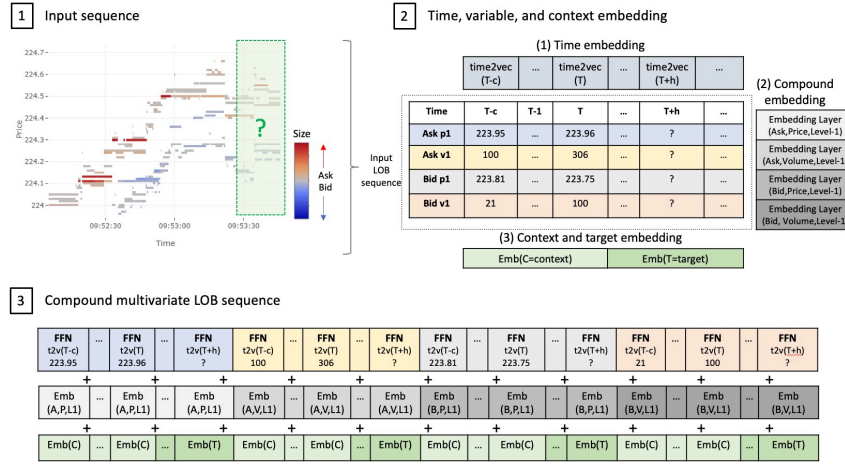 1 Input sequence
224.7
224.6
224.5
224.4
224.3
224.2
224.1
224
Price
09:52:30 09:53:00 09:53:30
Time
?
Size
Ask
Bid
Input
LOB
sequence
2 Time, variable, and context embedding
(1) Time embedding
time2vec (T-c) ... time2vec (T) ... time2vec (T+h) ...
Time T-c T-1 T ... T+h ...
Ask p1 223.95 ... 223.96 ... ? ...
Ask v1 100 ... 306 ... ? ...
Bid p1 223.81 ... 223.75 ... ? ...
Bid v1 21 ... 100 ... ? ...
(2) Compound
embedding
Embedding Layer
(Ask,Price,Level-1)
Embedding Layer
(Ask,Volume,Level-1
Embedding Layer
(Bid,Price,Level-1)
Embedding Layer
(Bid, Volume,Level-1)
(3) Context and target embedding
Emb(C=context) Emb(T=target)
3 Compound multivariate LOB sequence
FFN ... FFN ... FFN FFN ... FFN ... FFN FFN ... FFN ... FFN FFN ... FFN ... FFN
t2v(T-c) t2v(T) t2v(T+h) t2v(T-c) t2v(T) t2v(T+h) t2v(T-c) t2v(T) t2v(T+h) t2v(T-c) t2v(T) t2v(T+h)
223.95 223.96 ? 100 306 ? 223.81 223.75 ? 21 100 ?
+ + + + + + + + + + +
Emb ... Emb ... Emb Emb ... Emb ... Emb Emb ... Emb ... Emb Emb ... Emb ... Emb
(A,P,L1) (A,P,L1) (A,P,L1) (A,V,L1) (A,V,L1) (A,V,L1) (B,P,L1) (B,P,L1) (B,P,L1) (B,V,L1) (B,V,L1) (B,V,L1)
+ + + + + + + + + + +
Emb(C) ... Emb(C) ... Emb(T) Emb(C) ... Emb(C) ... Emb(T) Emb(C) ... Emb(C) ... Emb(T) Emb(C) ... Emb(C) ... Emb(T)